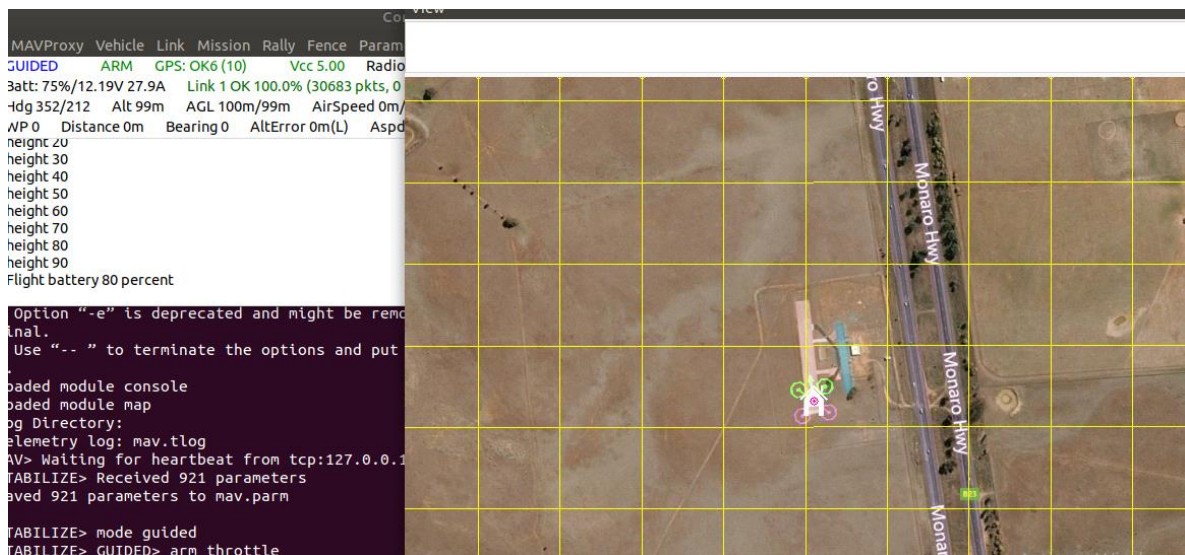 View
MAVProxy Vehicle Link Mission Rally Fence Param
GUIDED ARM GPS: OK6 (10) Vcc 5.00 Radio
Batt: 75%/12.19V 27.9A Link 1 OK 100.0% (30683 pkts, 0
Hdg 352/212 Alt 99m AGL 100m/99m AirSpeed 0m/
WP 0 Distance 0m Bearing 0 AltError 0m(L) Aspd
height 20
height 30
height 40
height 50
height 60
height 70
height 80
height 90
Flight battery 80 percent
Option “-e” is deprecated and might be remo
inal.
Use “-- ” to terminate the options and put
.
oaded module console
oaded module map
og Directory:
elemetry log: mav.tlog
AV> Waiting for heartbeat from tcp:127.0.0.1
TABILIZE> Received 921 parameters
aved 921 parameters to mav.parm
TABILIZE> mode guided
TABILIZE> GUIDED> arm throttle
Monaro Hwy
Monaro Hwy
Monaro Hwy
B23
Monar